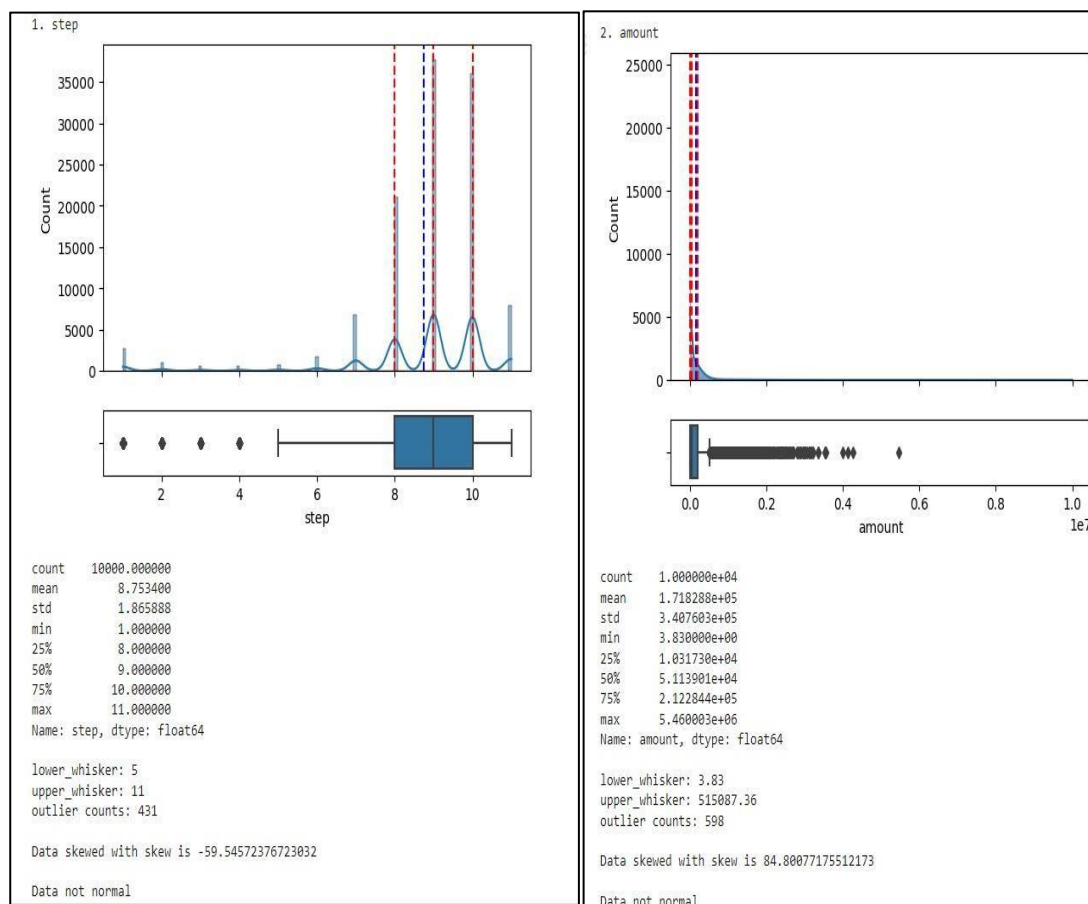 1. step
35000
30000
25000
20000
15000
10000
5000
0
Count
2 4 6 8 10
step
count 10000.000000
mean 8.753400
std 1.865888
min 1.000000
25% 8.000000
50% 9.000000
75% 10.000000
max 11.000000
Name: step, dtype: float64
lower_whisker: 5
upper_whisker: 11
outlier counts: 431
Data skewed with skew is -59.54572376723032
Data not normal
2. amount
25000
20000
15000
10000
5000
0
Count
0.0 0.2 0.4 0.6 0.8 1.0
1e7
amount
count 1.000000e+04
mean 1.718288e+05
std 3.407603e+05
min 3.830000e+00
25% 1.031730e+04
50% 5.113901e+04
75% 2.122844e+05
max 5.460003e+06
Name: amount, dtype: float64
lower_whisker: 3.83
upper_whisker: 515087.36
outlier counts: 598
Data skewed with skew is 84.80077175512173
Data not normal